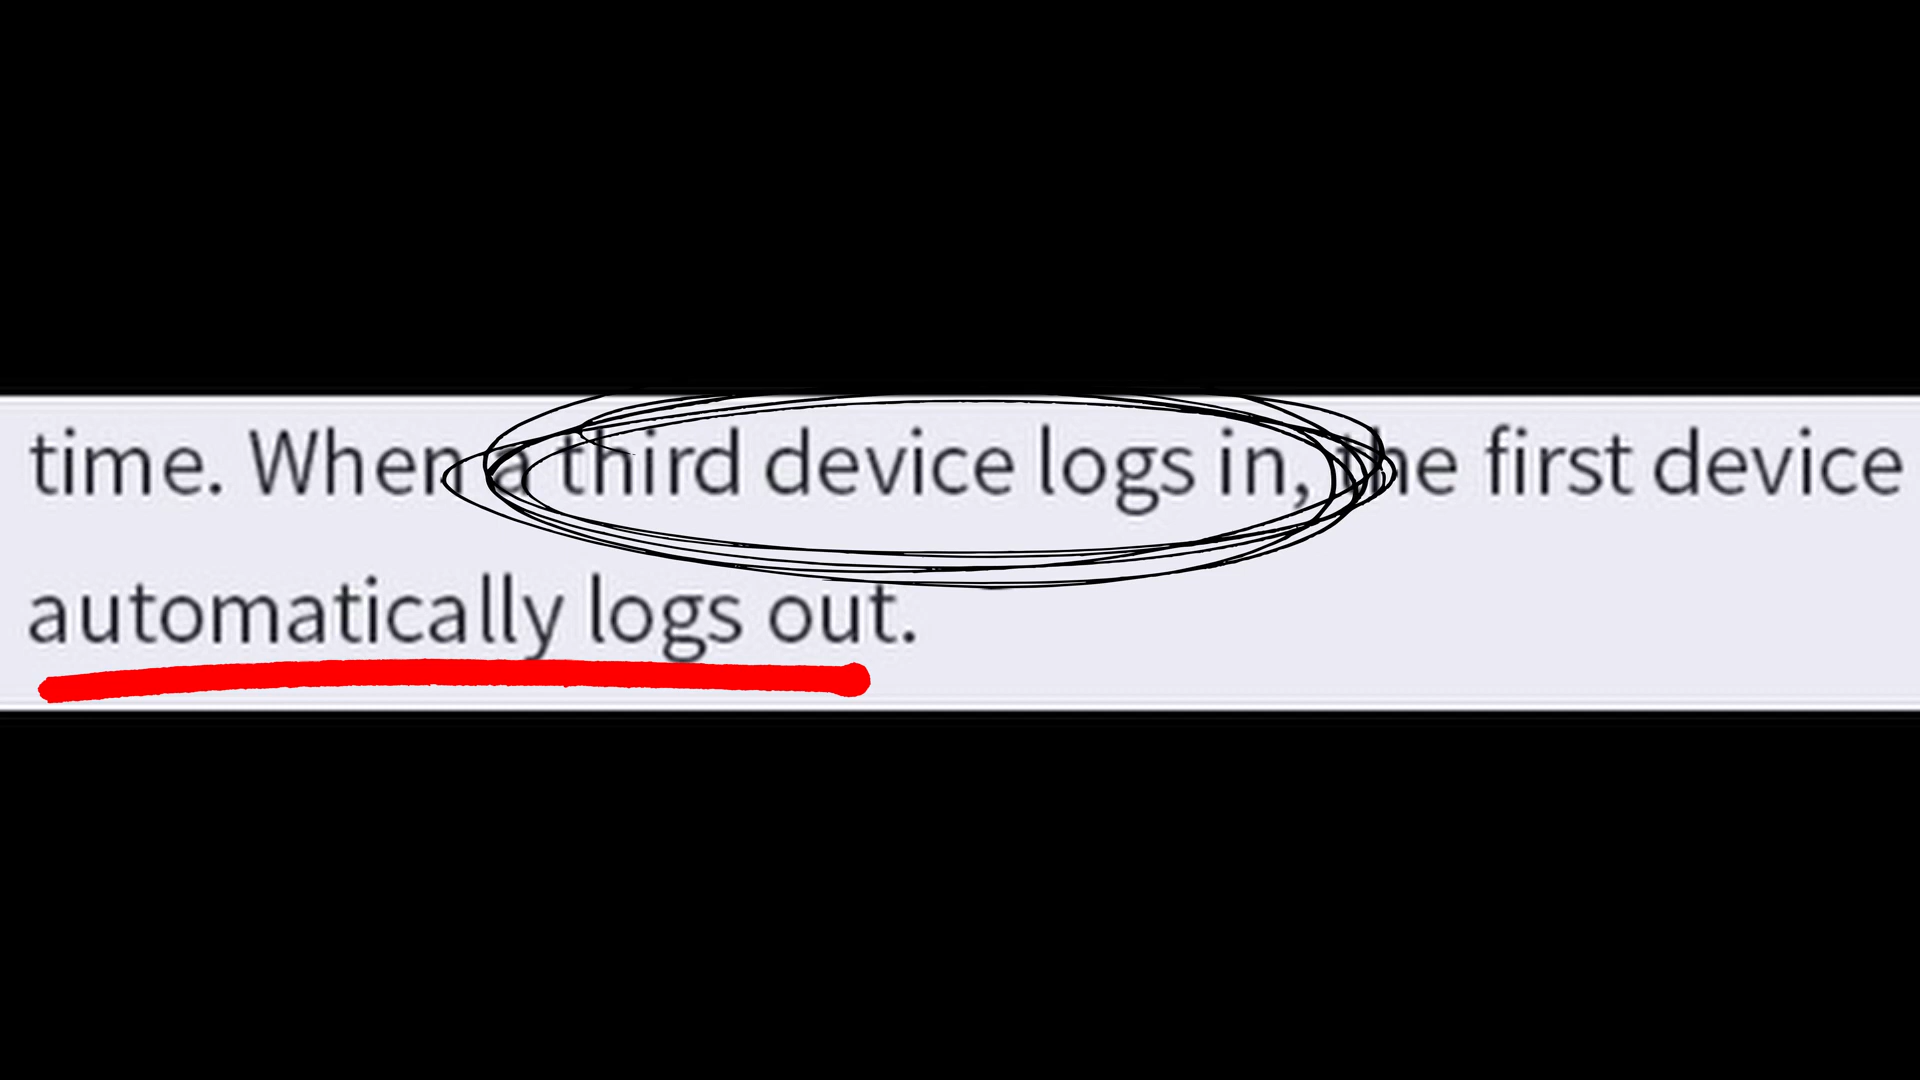 time. When a third device logs in, the first device
automatically logs out.